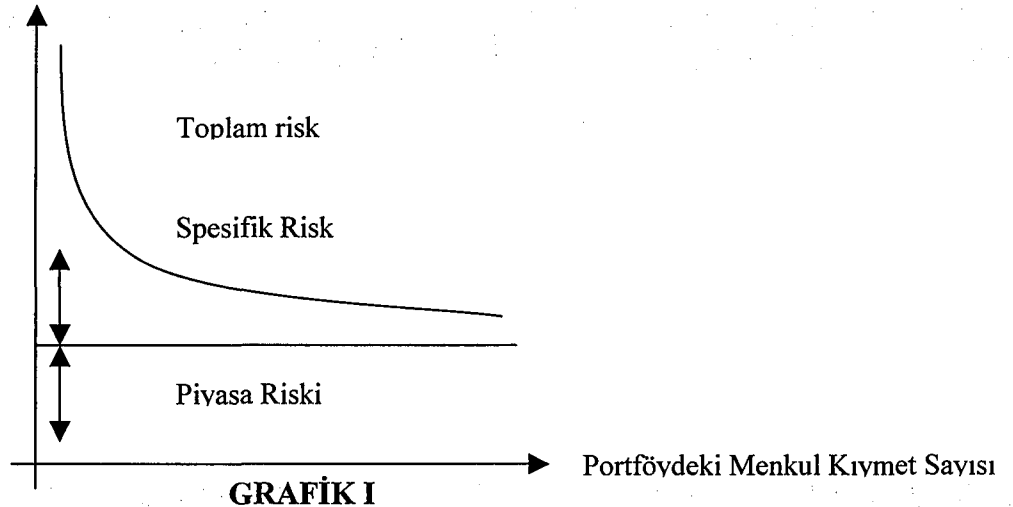 Toplam risk
Spesifik Risk
Piyasa Riski
Portföydeki Menkul Kıymet Sayısı
GRAFİK I